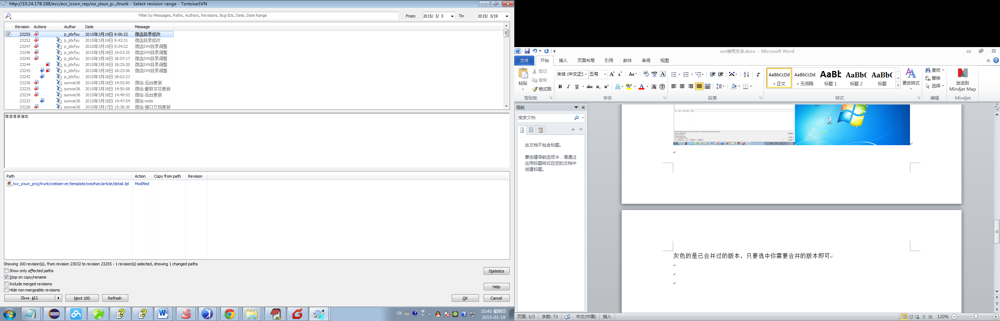 http://10.24.178.188/ecc/ecc_icson_rep/wz_yixun_p.../trunk - Select revision range - TortoiseSVN
Filter by Messages, Paths, Authors, Revisions, Bug-IDs, Date, Date Range
From: 2015/ 3/ 3 To: 2015/ 3/19
Revision Actions Author Date Message
23255 p_jdxfyu 2015年3月19日 9:56:22 微店目录修改
23252 p_jdxfyu 2015年3月19日 9:43:31 微店目录修改
23247 p_jdxfyu 2015年3月19日 9:34:22 微店SVN目录调整
23246 p_jdxfyu 2015年3月18日 19:03:25 微店SVN目录调整
23245 p_jdxfyu 2015年3月18日 18:57:17 微店SVN目录调整
23244 p_jdxfyu 2015年3月18日 18:25:20 微店SVN目录调整
23243 p_jdxfyu 2015年3月18日 18:23:56 微店SVN目录调整
23242 p_jdxfyu 2015年3月18日 18:02:23
23236 sunwei36 2015年3月18日 14:52:00 微站-后台更新
23235 sunwei36 2015年3月18日 14:50:58 微站-截取字符更新
23234 sunwei36 2015年3月18日 14:49:52 微站-后台更新
23233 sunwei36 2015年3月18日 14:47:54 微站-redis
23228 sunwei36 2015年3月17日 15:36:36 微站-接口文档更新
微店目录修改
Path Action Copy from path Revision
/wz_yixun_proj/trunk/webserver/template/weizhan/article/detail.tpl Modified
Showing 100 revision(s), from revision 23032 to revision 23255 - 1 revision(s) selected, showing 1 changed paths
Show only affected paths
Stop on copy/rename
Include merged revisions
Hide non-mergeable revisions
Statistics
Help
Show All Next 100 Refresh OK Cancel
CH 10:40 星期四
2015-03-19
svn使用方法.docx - Microsoft Word
文件 开始 插入 页面布局 引用 邮件 审阅 视图
粘贴 剪切
复制
格式刷
剪贴板
宋体 (中文正文 五号
字体
段落
AaBbCcDd AaBbCcDd AaBb AaBbC AaBbC
正文 无间隔 标题 1 标题 2 标题
更改样式
样式
查找
替换
选择
编辑
发送到
Mindjet Map
Mindjet
导航
搜索文档
此文档不包含标题。
要创建导航选项卡，请通过
应用标题样式在您的文档中
创建标题。
灰色的是已合并过的版本，只要选中你需要合并的版本即可
页面: 3/3 字数: 73 中文(中国) 插入 120%